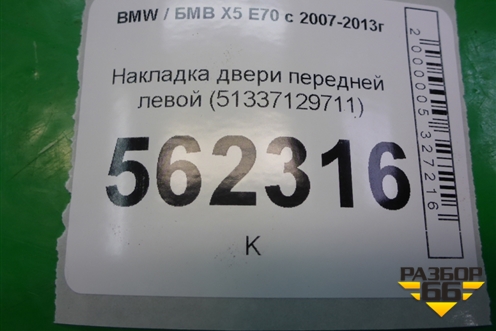 BMW / БМВ X5 E70 с 2007-2013г
Накладка двери передней
левой (51337129711)
562316
К
2000005327216
РАЗБОР
66